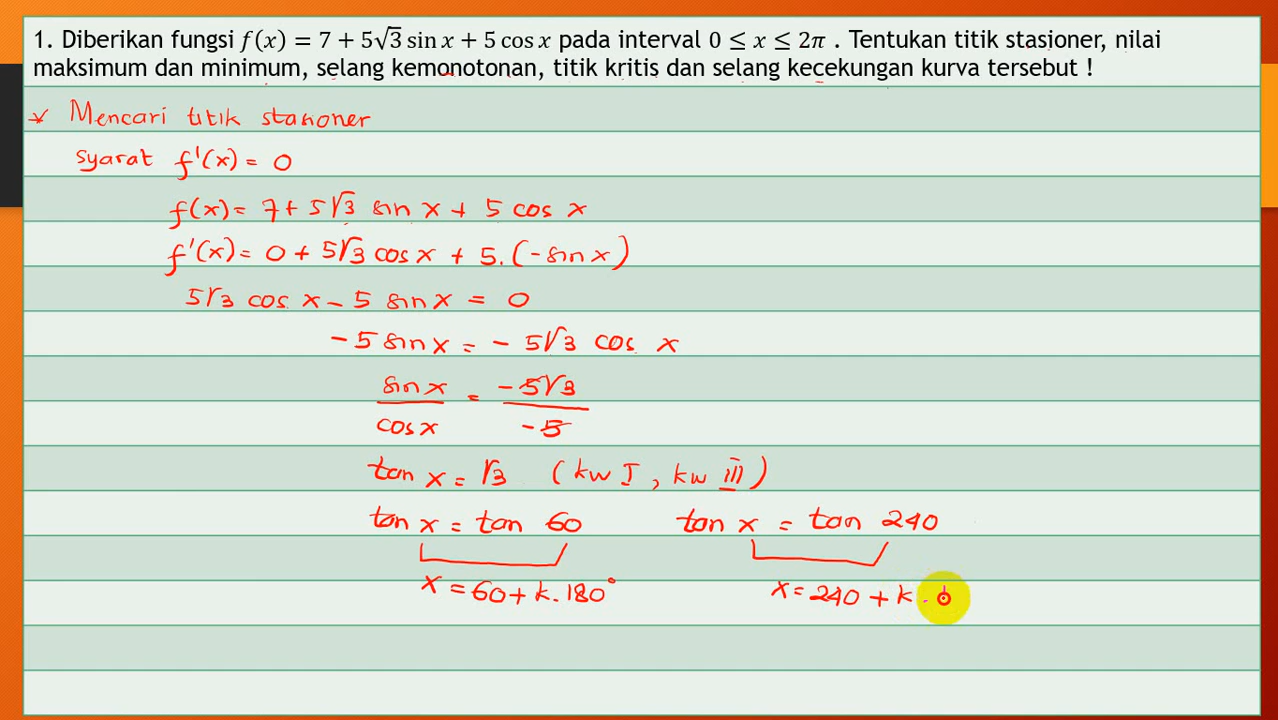 1. Diberikan fungsi f(x) = 7 + 5√3 sin x + 5 cos x pada interval 0 ≤ x ≤ 2π . Tentukan titik stasioner, nilai
maksimum dan minimum, selang kemonotonan, titik kritis dan selang kecekungan kurva tersebut !
* Mencari titik stasioner
syarat f'(x) = 0
f(x) = 7 + 5√3 sin x + 5 cos x
f'(x) = 0 + 5√3 cos x + 5. (-sin x)
5√3 cos x - 5 sin x = 0
-5 sin x = - 5√3 cos x
sin x / cos x = -5√3 / -5
tan x = √3 (kw I , kw III)
tan x = tan 60 tan x = tan 240
x = 60 + k. 180° x = 240 + k .